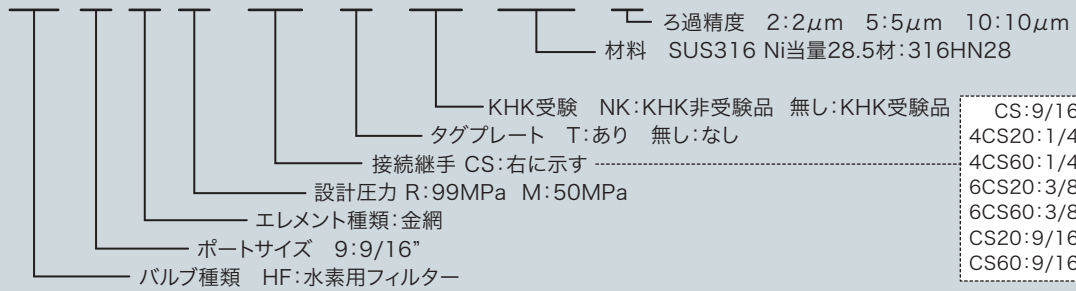 ろ過精度　2:2μm　5:5μm　10:10μm
材料　SUS316 Ni当量28.5材:316HN28
KHK受験　NK:KHK非受験品　無し:KHK受験品
タグプレート　T:あり　無し:なし
接続継手 CS:右に示す
設計圧力 R:99MPa　M:50MPa
エレメント種類:金網
ポートサイズ　9:9/16”
バルブ種類　HF:水素用フィルター
CS:9/16
4CS20:1/4
4CS60:1/4
6CS20:3/8
6CS60:3/8
CS20:9/16
CS60:9/16